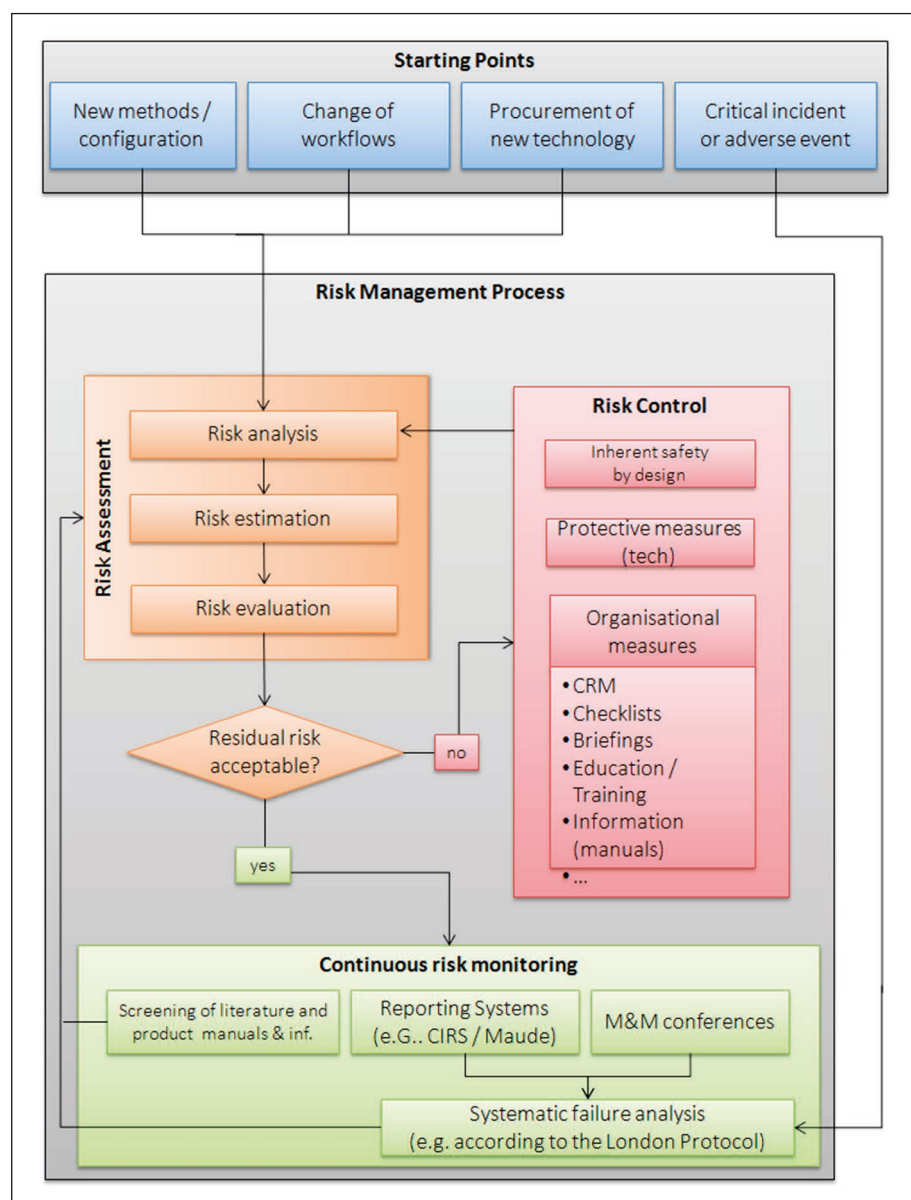 Starting Points
New methods /
configuration
Change of
workflows
Procurement of
new technology
Critical incident
or adverse event
Risk Management Process
Risk Assessment
Risk analysis
Risk estimation
Risk evaluation
Residual risk
acceptable?
no
yes
Risk Control
Inherent safety
by design
Protective measures
(tech)
Organisational
measures
• CRM
• Checklists
• Briefings
• Education /
Training
• Information
(manuals)
• ...
Continuous risk monitoring
Screening of literature and
product manuals & inf.
Reporting Systems
(e.G.. CIRS / Maude)
M&M conferences
Systematic failure analysis
(e.g. according to the London Protocol)